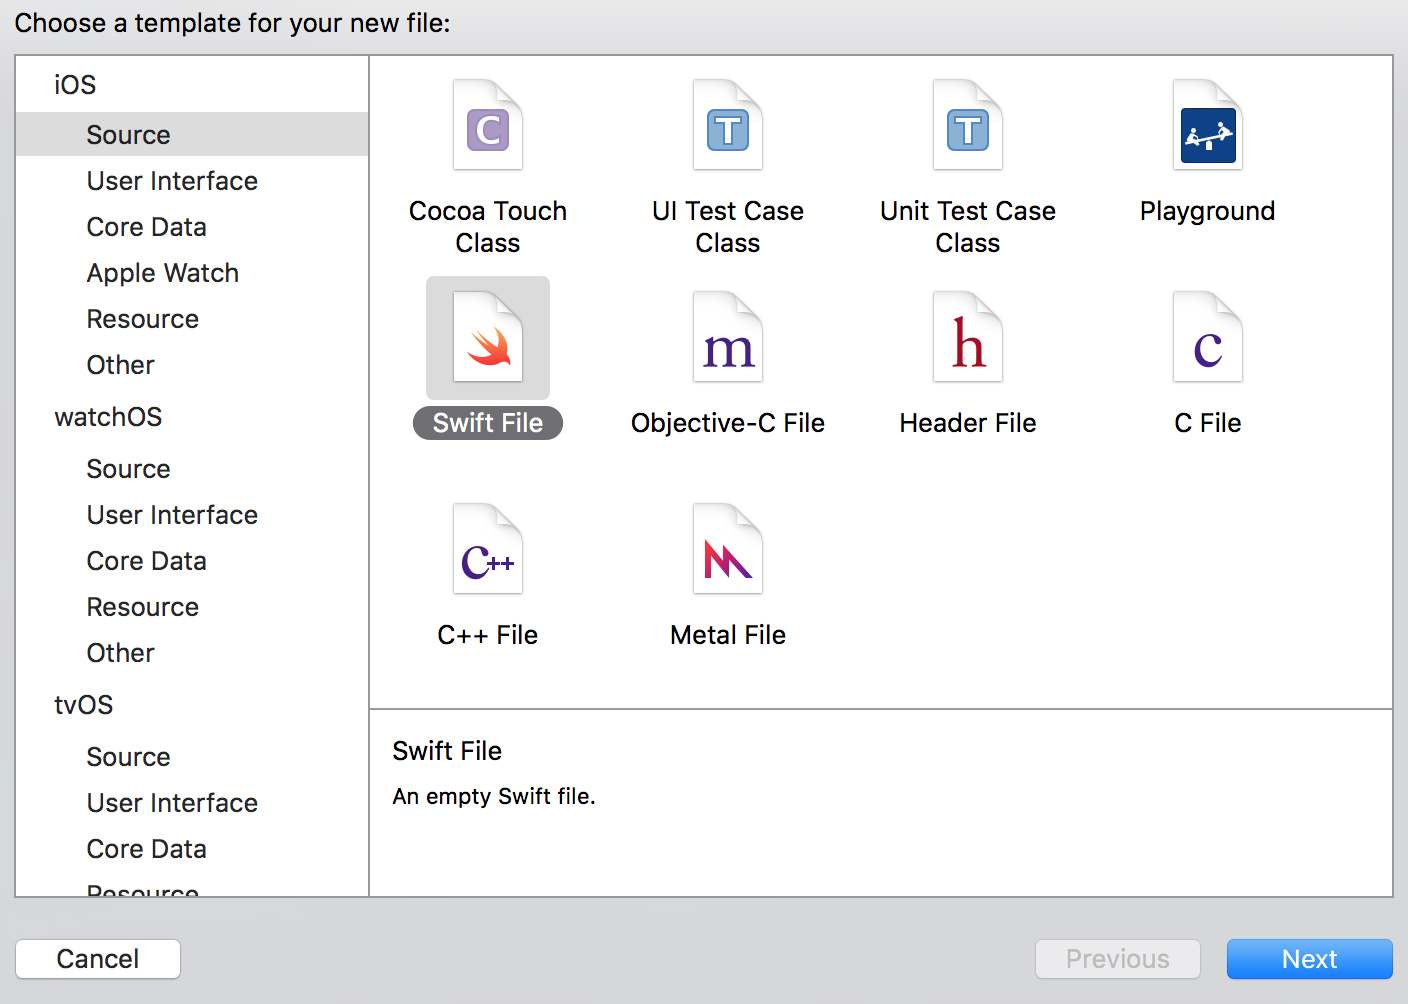 Choose a template for your new file:
iOS
Source
User Interface
Core Data
Apple Watch
Resource
Other
watchOS
Source
User Interface
Core Data
Resource
Other
tvOS
Source
User Interface
Core Data
Resource
C
T
T
Cocoa Touch
Class
UI Test Case
Class
Unit Test Case
Class
Playground
m
h
c
Swift File
Objective-C File
Header File
C File
C++
C++ File
Metal File
Swift File
An empty Swift file.
Cancel
Previous
Next